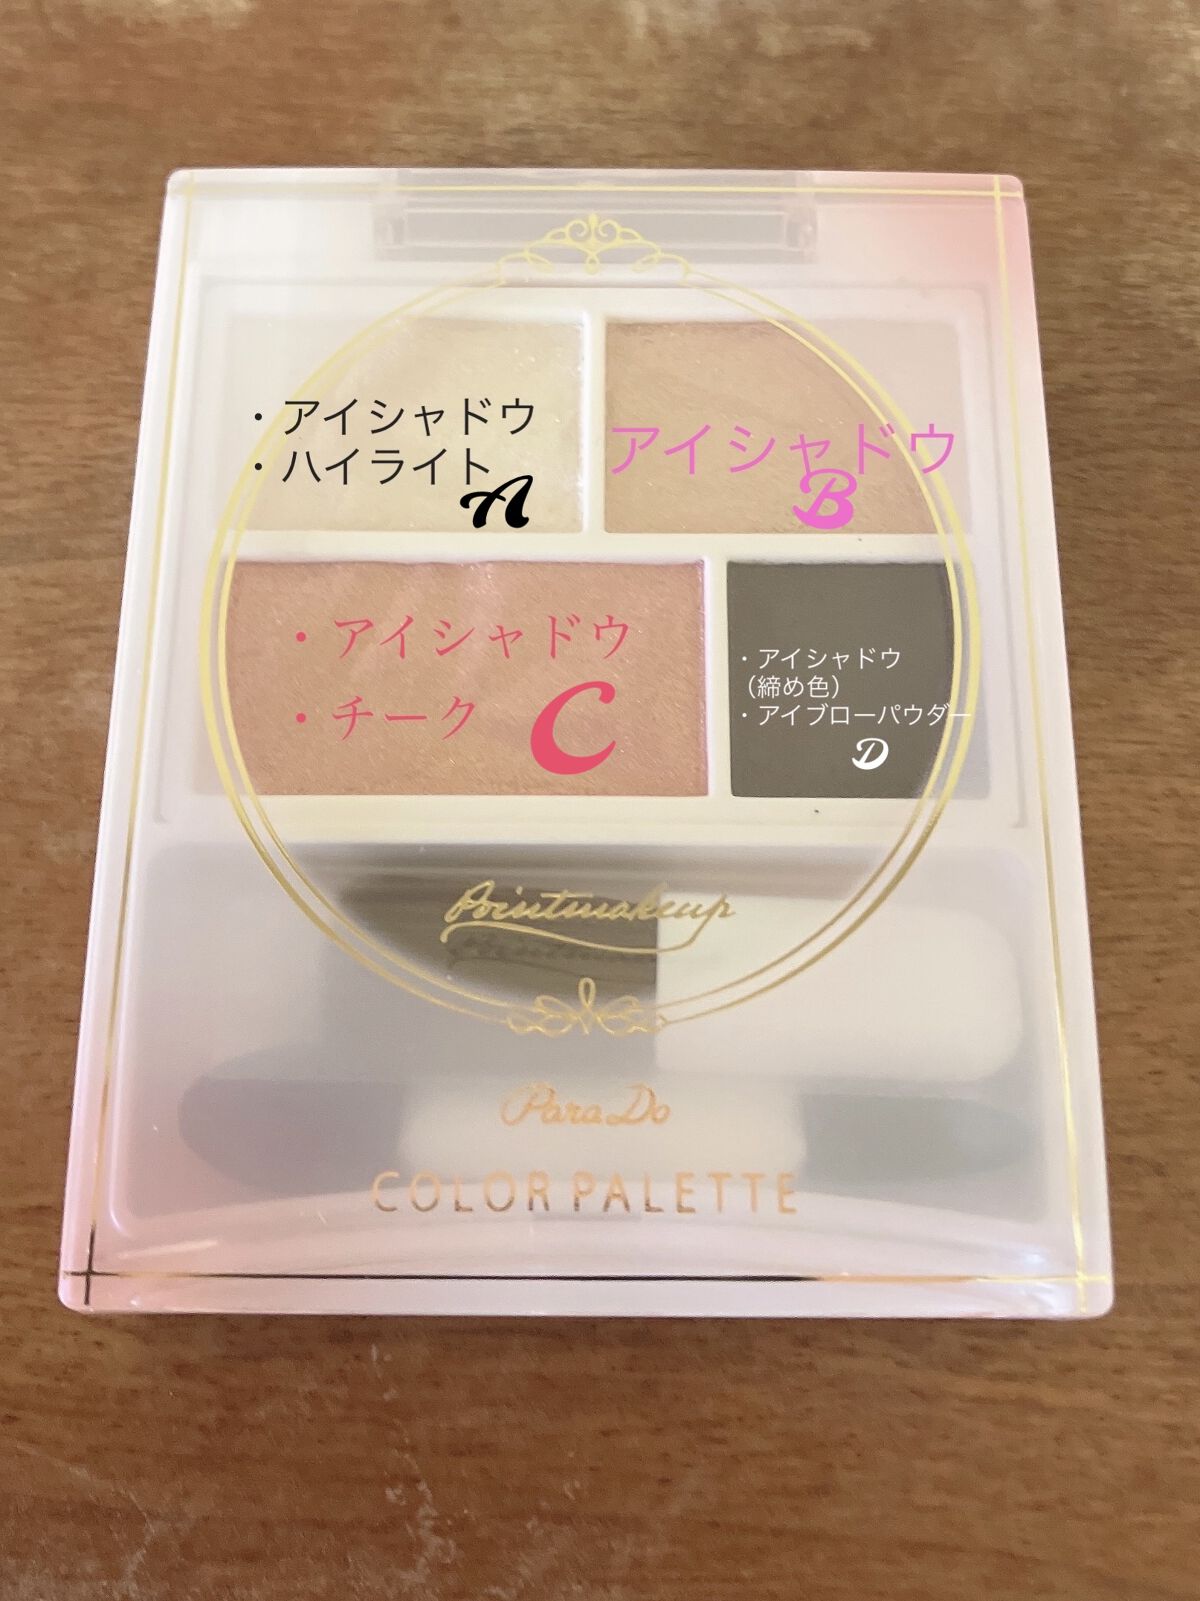 ・アイシャドウ
・ハイライト
A
アイシャドウ
B
・アイシャドウ
・チーク
C
・アイシャドウ
（締め色）
・アイブローパウダー
D
Pointmakeup
ParaDo
COLOR PALETTE